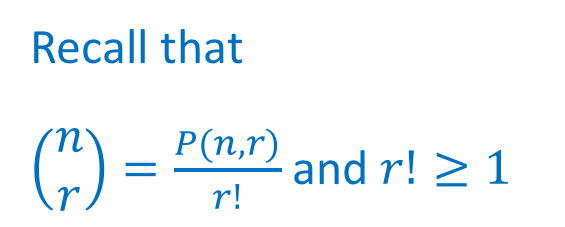 Recall that
(n r) = P(n,r)/r! and r! ≥ 1